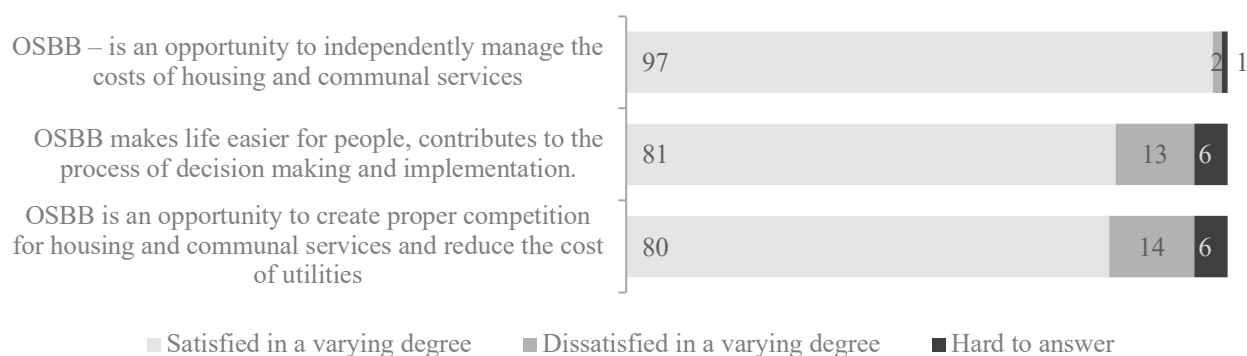 OSBB – is an opportunity to independently manage the
costs of housing and communal services
97
2
1
OSBB makes life easier for people, contributes to the
process of decision making and implementation.
81
13
6
OSBB is an opportunity to create proper competition
for housing and communal services and reduce the cost
of utilities
80
14
6
Satisfied in a varying degree
Dissatisfied in a varying degree
Hard to answer